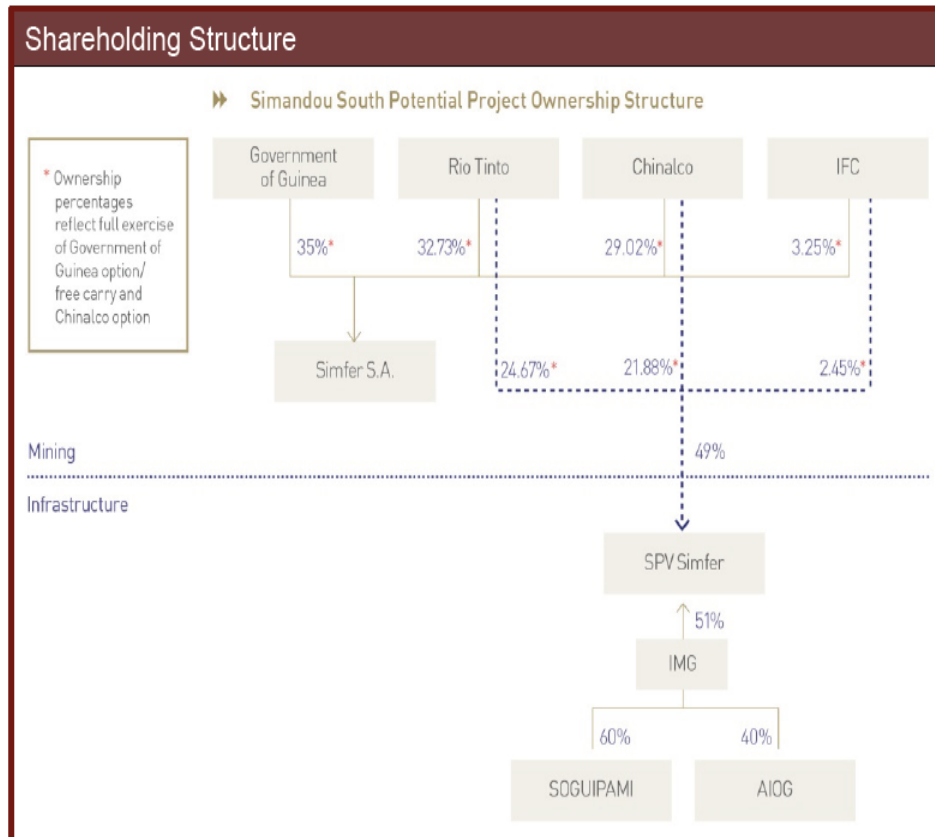 Shareholding Structure
Simandou South Potential Project Ownership Structure
* Ownership
percentages
reflect full exercise
of Government of
Guinea option/
free carry and
Chinalco option
Government
of Guinea
Rio Tinto
Chinalco
IFC
35%*
32.73%*
29.02%*
3.25%*
Simfer S.A.
24.67%*
21.88%*
2.45%*
Mining
49%
Infrastructure
SPV Simfer
51%
IMG
60%
40%
SOGUIPAMI
AIOG